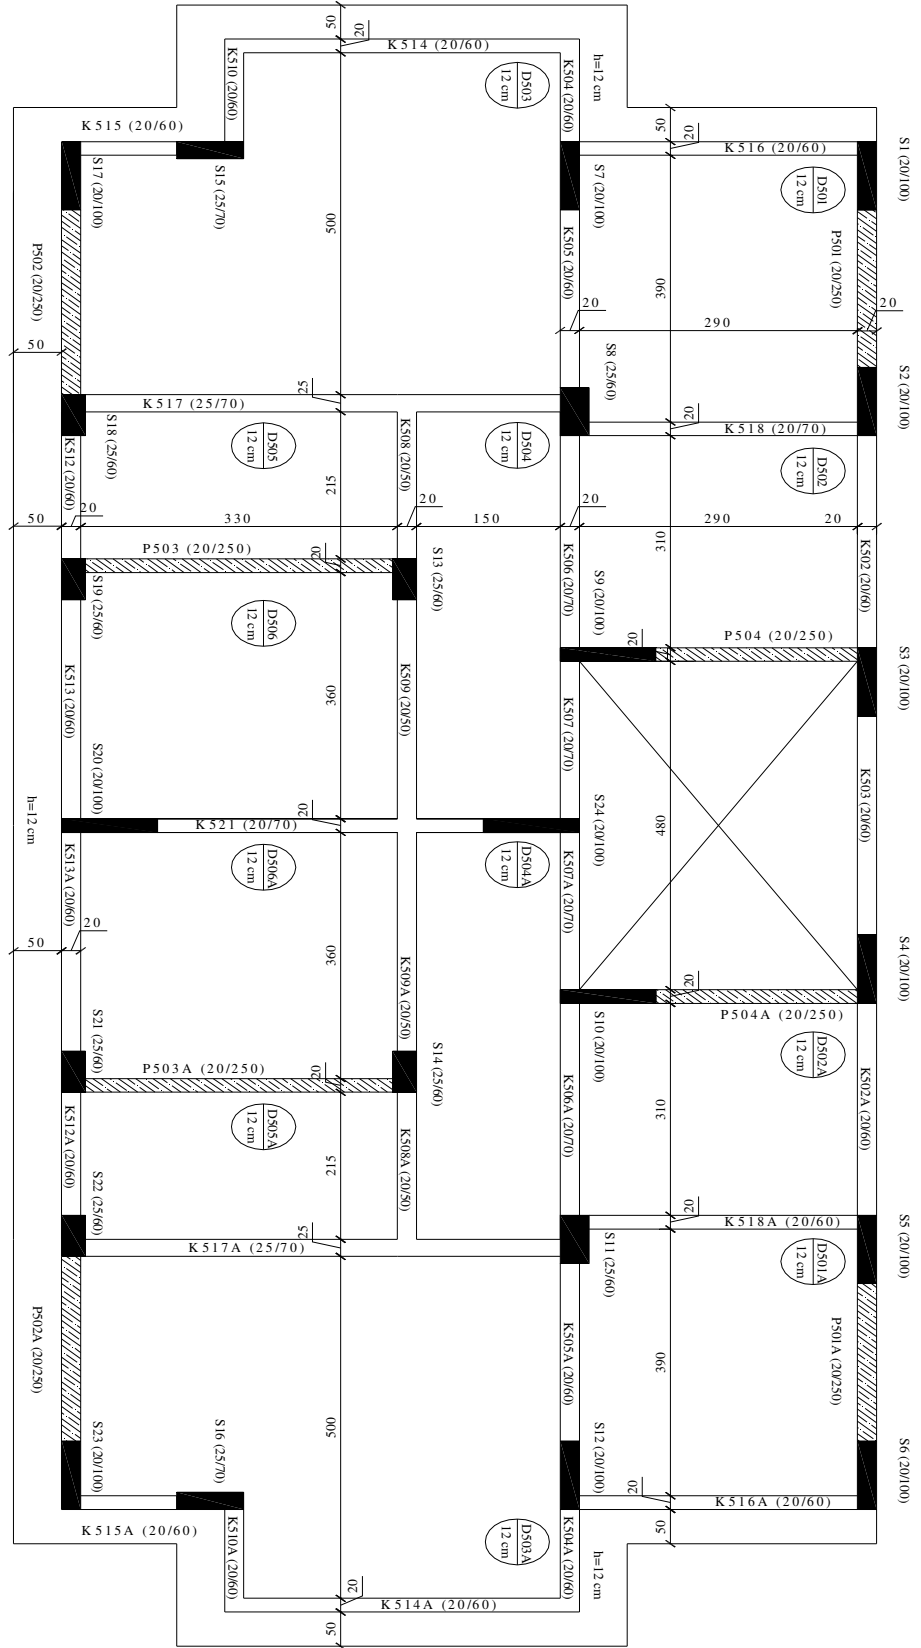 S1 (20/100)
S2 (20/100)
S3 (20/100)
S4 (20/100)
S5 (20/100)
S6 (20/100)
P501 (20/250)
K502 (20/60)
K503 (20/60)
K502A (20/60)
P501A (20/250)
20
20
K516 (20/60)
K518 (20/70)
P504 (20/250)
P504A (20/250)
K518A (20/60)
K516A (20/60)
D501
12 cm
D502
12 cm
D502A
12 cm
D501A
12 cm
290
290
50
20
390
20
310
20
480
20
310
20
390
20
50
h=12 cm
S7 (20/100)
S8 (25/60)
S9 (20/100)
S24 (20/100)
S10 (20/100)
S11 (25/60)
S12 (20/100)
h=12 cm
20
20
K504 (20/60)
K505 (20/60)
K506 (20/70)
K507 (20/70)
K507A (20/70)
K506A (20/70)
K505A (20/60)
K504A (20/60)
D503
12 cm
D504
12 cm
D504A
12 cm
D503A
12 cm
150
K514 (20/60)
K514A (20/60)
S13 (25/60)
S14 (25/60)
20
K508 (20/50)
K509 (20/50)
K509A (20/50)
K508A (20/50)
50
20
500
25
215
20
360
20
360
20
215
25
500
20
50
330
D505
12 cm
D506
12 cm
D506A
12 cm
D505A
12 cm
K510 (20/60)
S15 (25/70)
S16 (25/70)
K510A (20/60)
K515 (20/60)
K517 (25/70)
P503 (20/250)
K521 (20/70)
P503A (20/250)
K517A (25/70)
K515A (20/60)
S17 (20/100)
S18 (25/60)
S19 (25/60)
S20 (20/100)
S21 (25/60)
S22 (25/60)
S23 (20/100)
20
20
K512 (20/60)
K513 (20/60)
K513A (20/60)
K512A (20/60)
P502 (20/250)
50
50
h=12 cm
50
P502A (20/250)